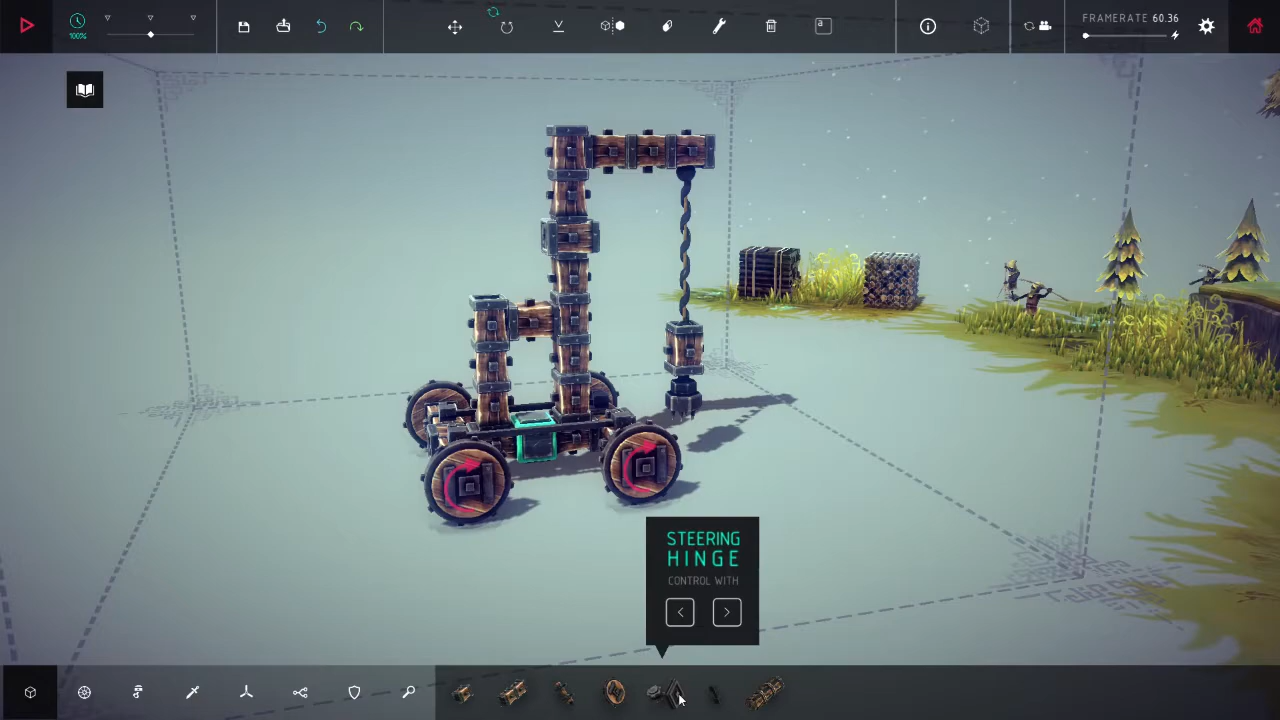 100%
a
FRAMERATE 60.36
STEERING
HINGE
CONTROL WITH
< >